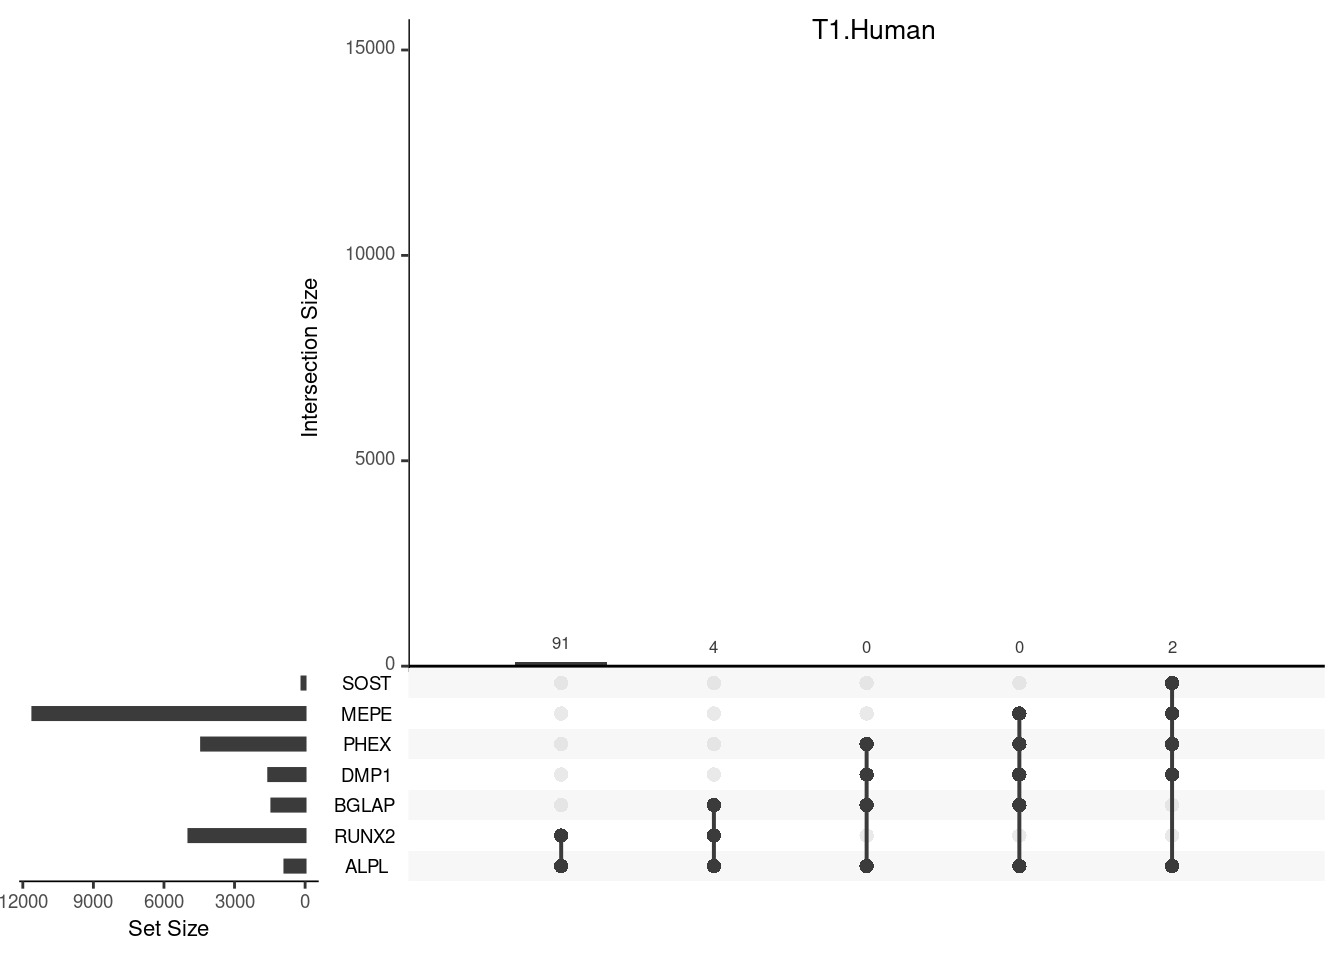 T1.Human
15000
10000
5000
0
Intersection Size
91 4 0 0 2
SOST
MEPE
PHEX
DMP1
BGLAP
RUNX2
ALPL
12000 9000 6000 3000 0
Set Size